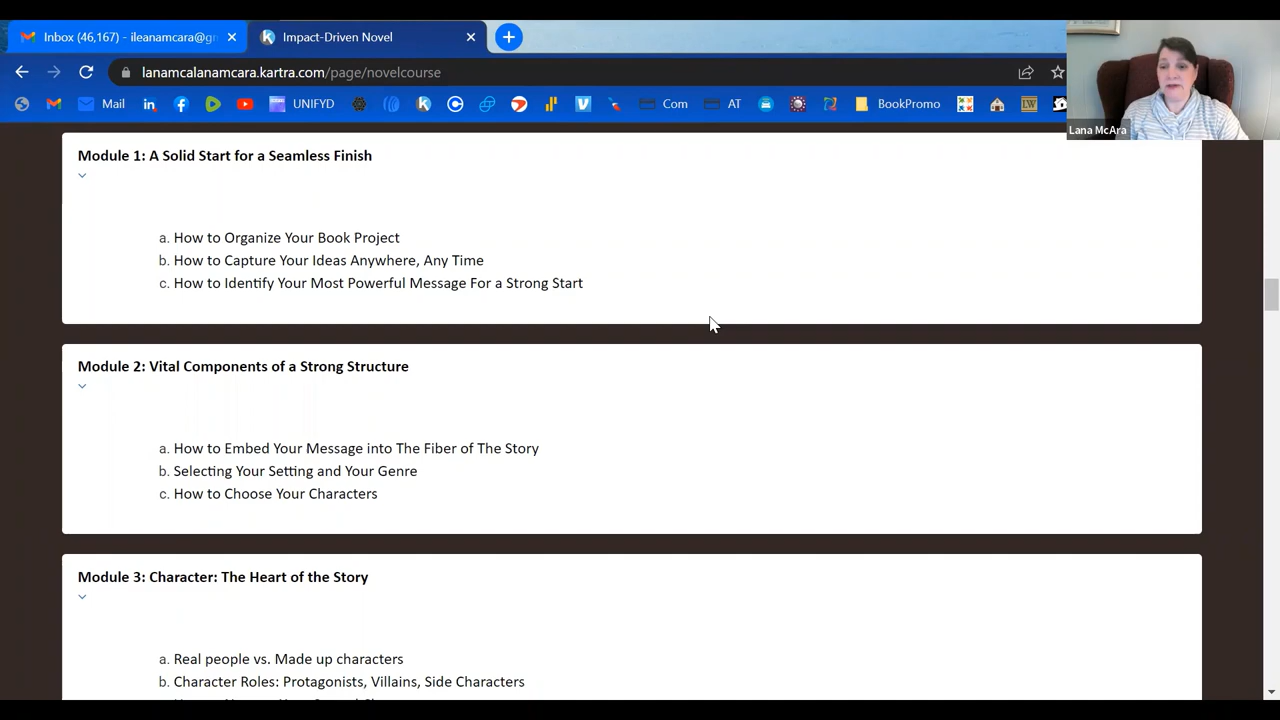 Inbox (46,167) - ileanamcara@gr
Impact-Driven Novel
lanamcalanamcara.kartra.com/page/novelcourse
Mail
UNIFYD
Com
AT
BookPromo
LW
Lana McAra
Module 1: A Solid Start for a Seamless Finish
a. How to Organize Your Book Project
b. How to Capture Your Ideas Anywhere, Any Time
c. How to Identify Your Most Powerful Message For a Strong Start
Module 2: Vital Components of a Strong Structure
a. How to Embed Your Message into The Fiber of The Story
b. Selecting Your Setting and Your Genre
c. How to Choose Your Characters
Module 3: Character: The Heart of the Story
a. Real people vs. Made up characters
b. Character Roles: Protagonists, Villains, Side Characters